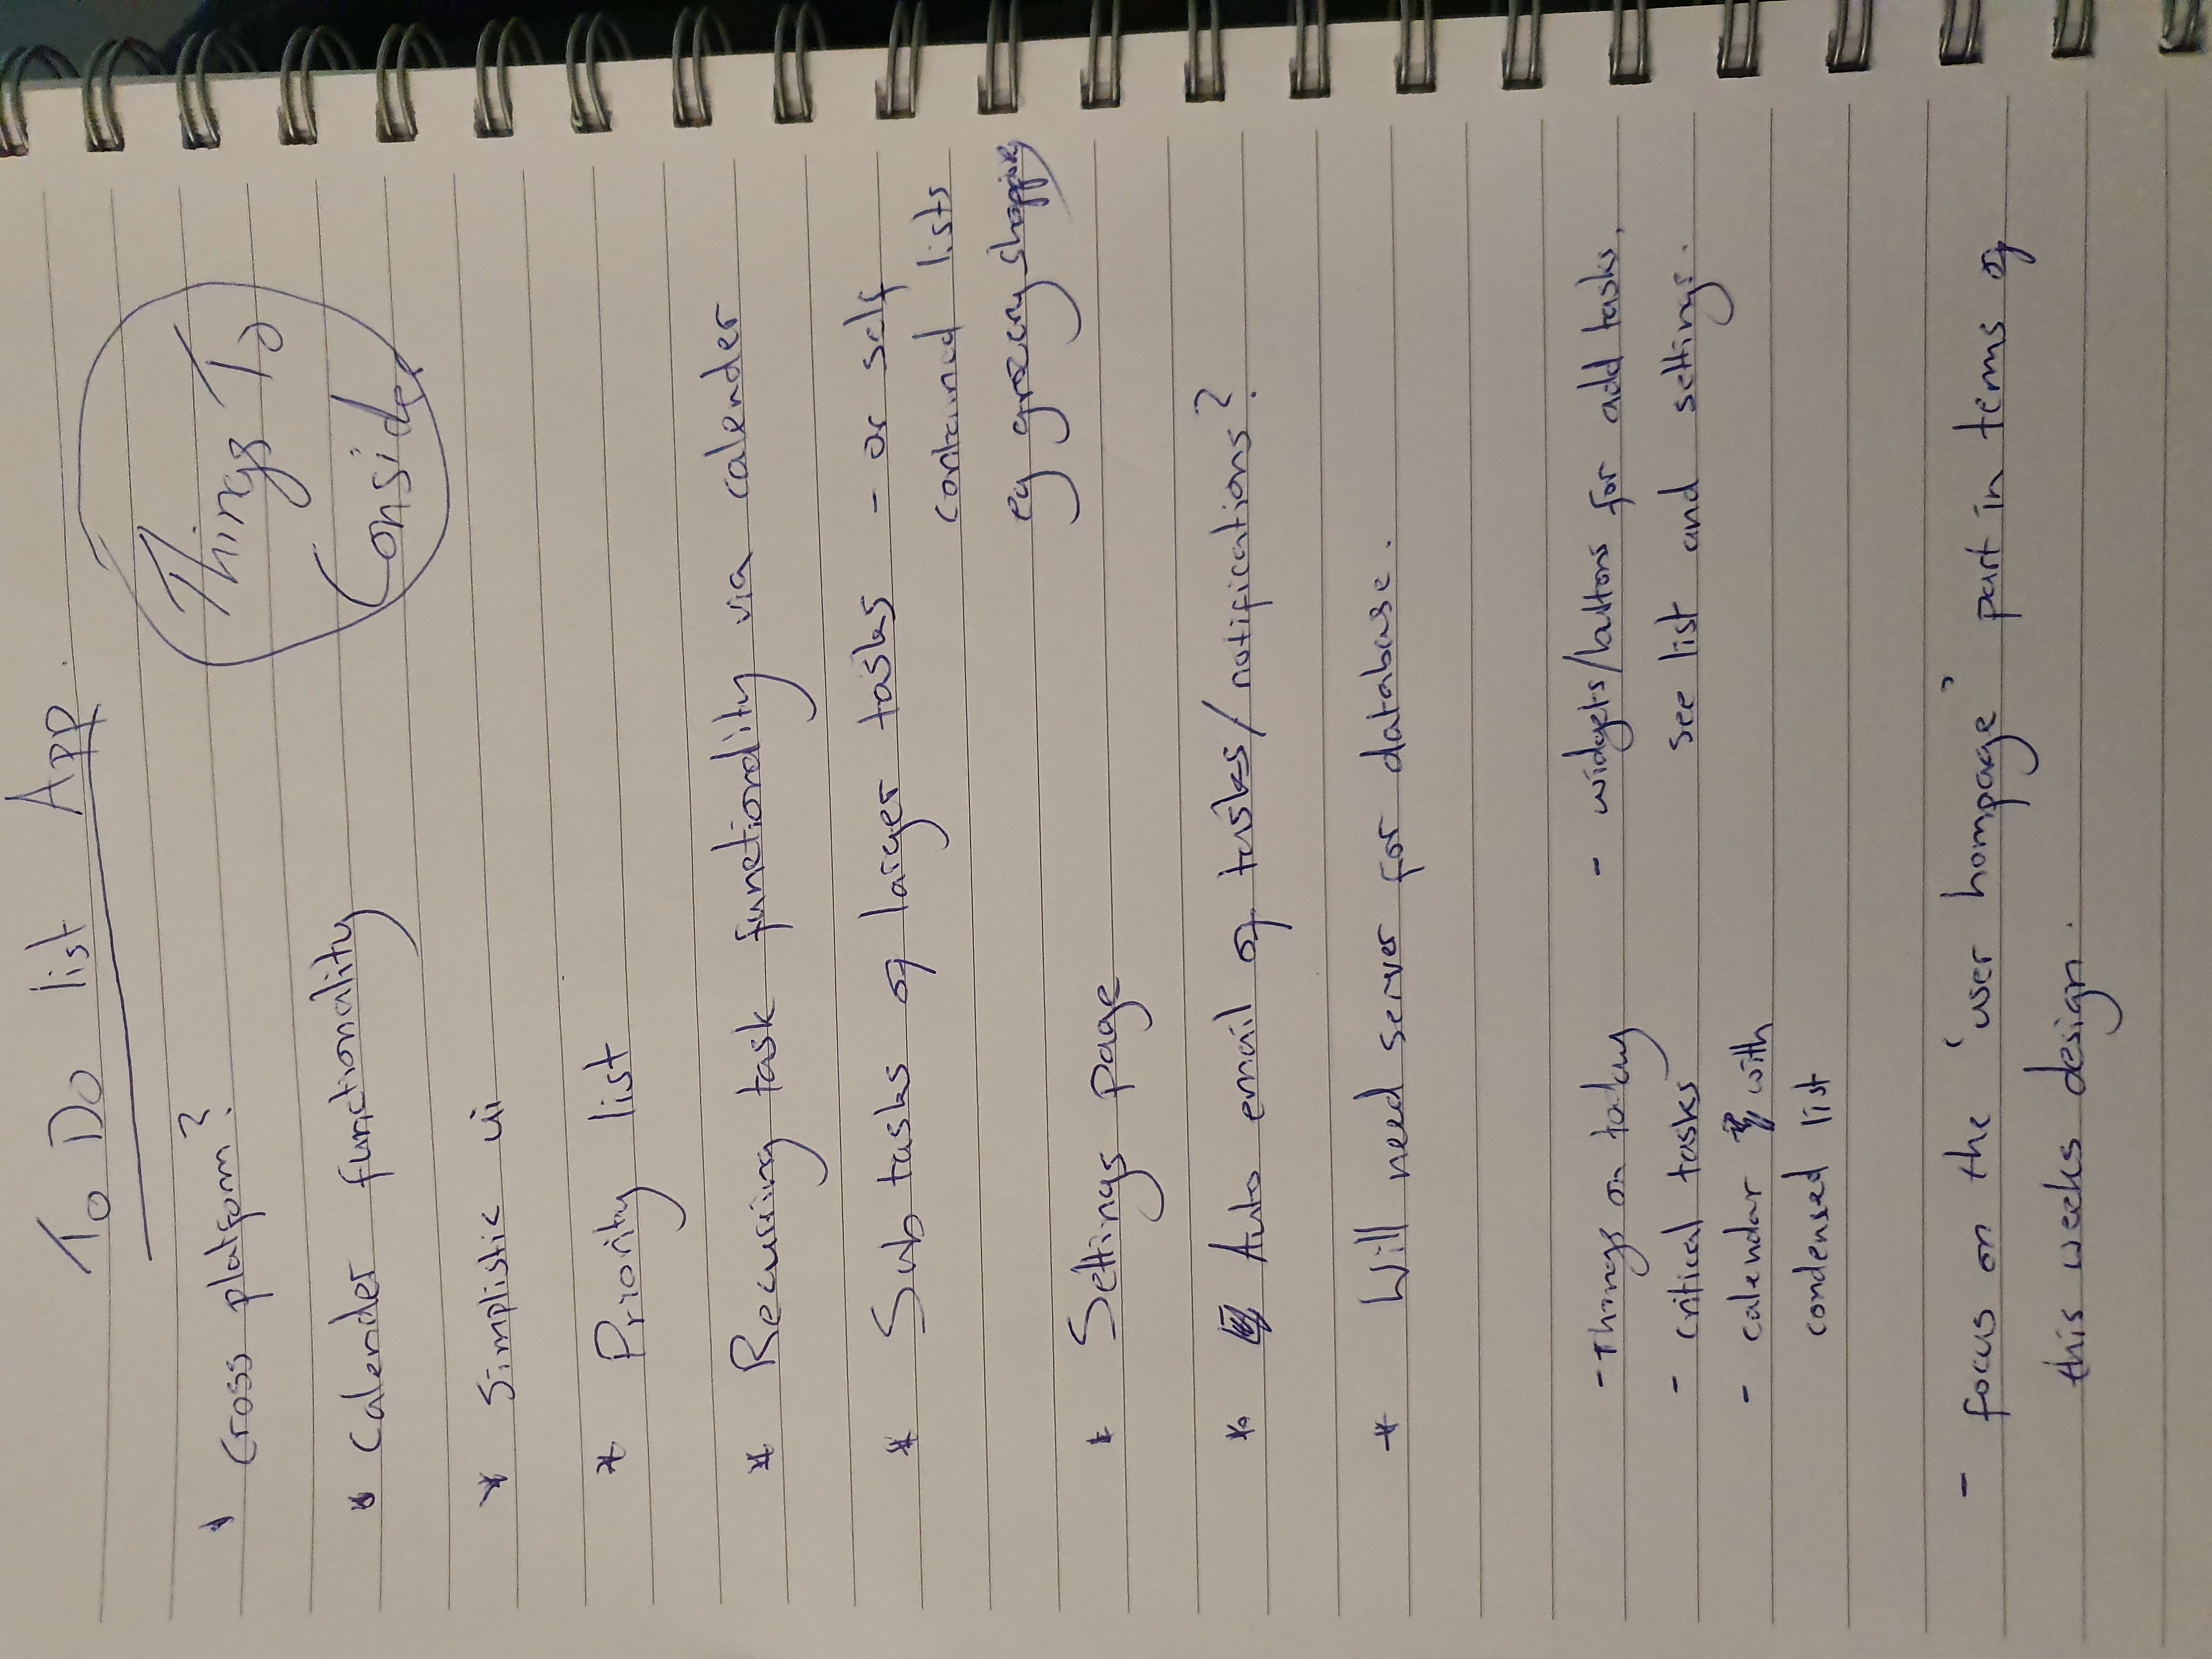 To Do list App.
Things To
Consider
* Cross platform?
* Calender functionality
* Simplistic ui
* Priority list
* Recurring task functionality via calender
* Sub tasks of larger tasks - or self
contained lists
eg grocery shopping
* Settings page
* Auto email of tasks/notifications?
* Will need server for database.
- Things on today
- critical tasks
- calendar with
condensed list
- widgets/buttons for add tasks,
see list and settings.
- focus on the 'user hompage' part in terms of
this weeks design.